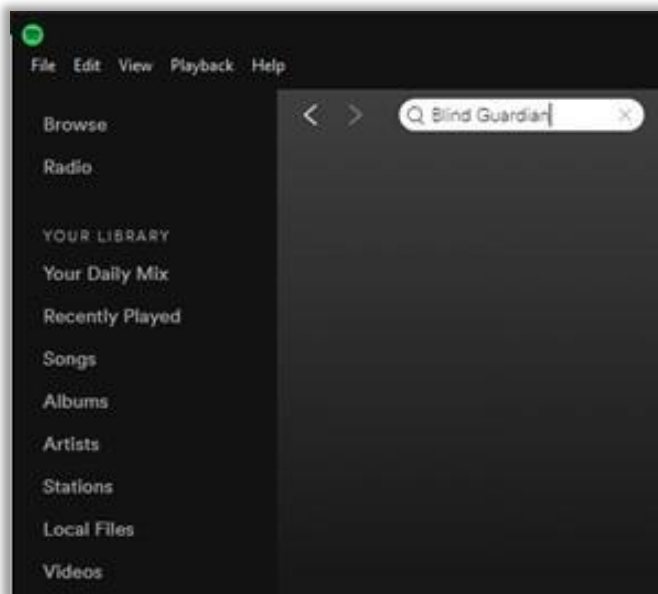 File Edit View Playback Help
Blind Guardian
Browse
Radio
YOUR LIBRARY
Your Daily Mix
Recently Played
Songs
Albums
Artists
Stations
Local Files
Videos